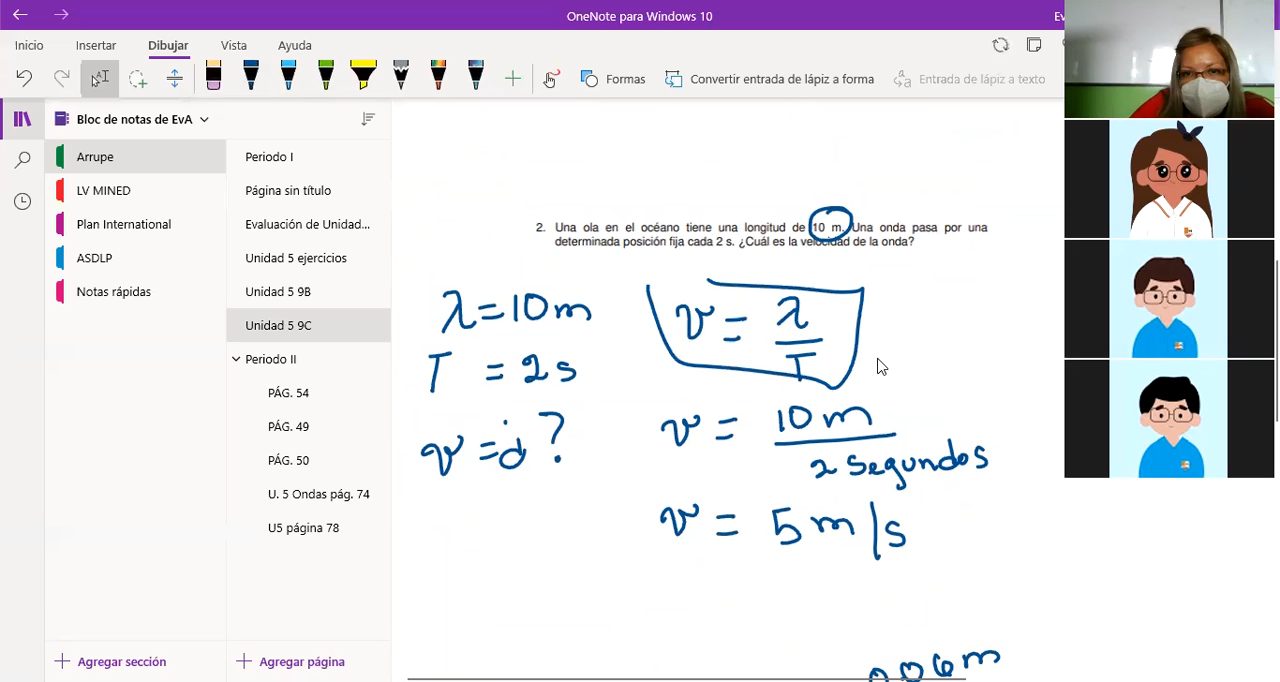 OneNote para Windows 10
Ev
Inicio Insertar Dibujar Vista Ayuda
Formas Convertir entrada de lápiz a forma Entrada de lápiz a texto
Bloc de notas de EvA
Arrupe
LV MINED
Plan International
ASDLP
Notas rápidas
Periodo I
Página sin título
Evaluación de Unidad...
Unidad 5 ejercicios
Unidad 5 9B
Unidad 5 9C
Periodo II
PÁG. 54
PÁG. 49
PÁG. 50
U. 5 Ondas pág. 74
U5 página 78
Agregar sección
Agregar página
2. Una ola en el océano tiene una longitud de 10 m. Una onda pasa por una
determinada posición fija cada 2 s. ¿Cuál es la velocidad de la onda?
λ = 10 m
T = 2 s
v = ¿?
v = λ
T
v = 10 m
2 segundos
v = 5 m/s